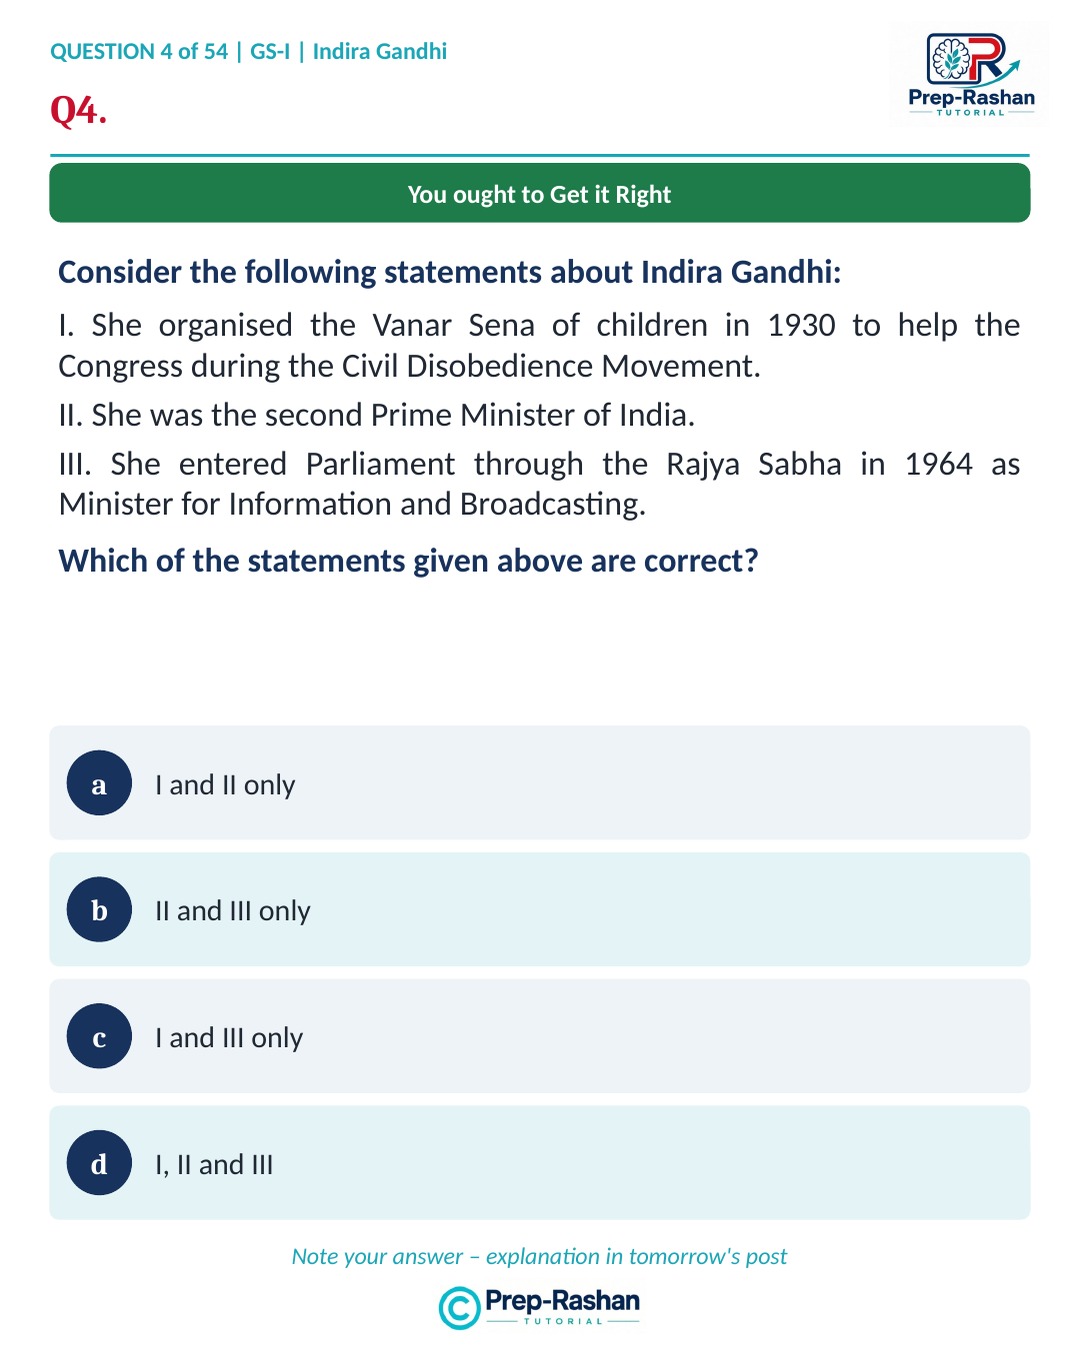 QUESTION 4 of 54 | GS-I | Indira Gandhi
Prep-Rashan
TUTORIAL
Q4.
You ought to Get it Right
Consider the following statements about Indira Gandhi:
I. She organised the Vanar Sena of children in 1930 to help the
Congress during the Civil Disobedience Movement.
II. She was the second Prime Minister of India.
III. She entered Parliament through the Rajya Sabha in 1964 as
Minister for Information and Broadcasting.
Which of the statements given above are correct?
a I and II only
b II and III only
c I and III only
d I, II and III
Note your answer – explanation in tomorrow's post
© Prep-Rashan
TUTORIAL